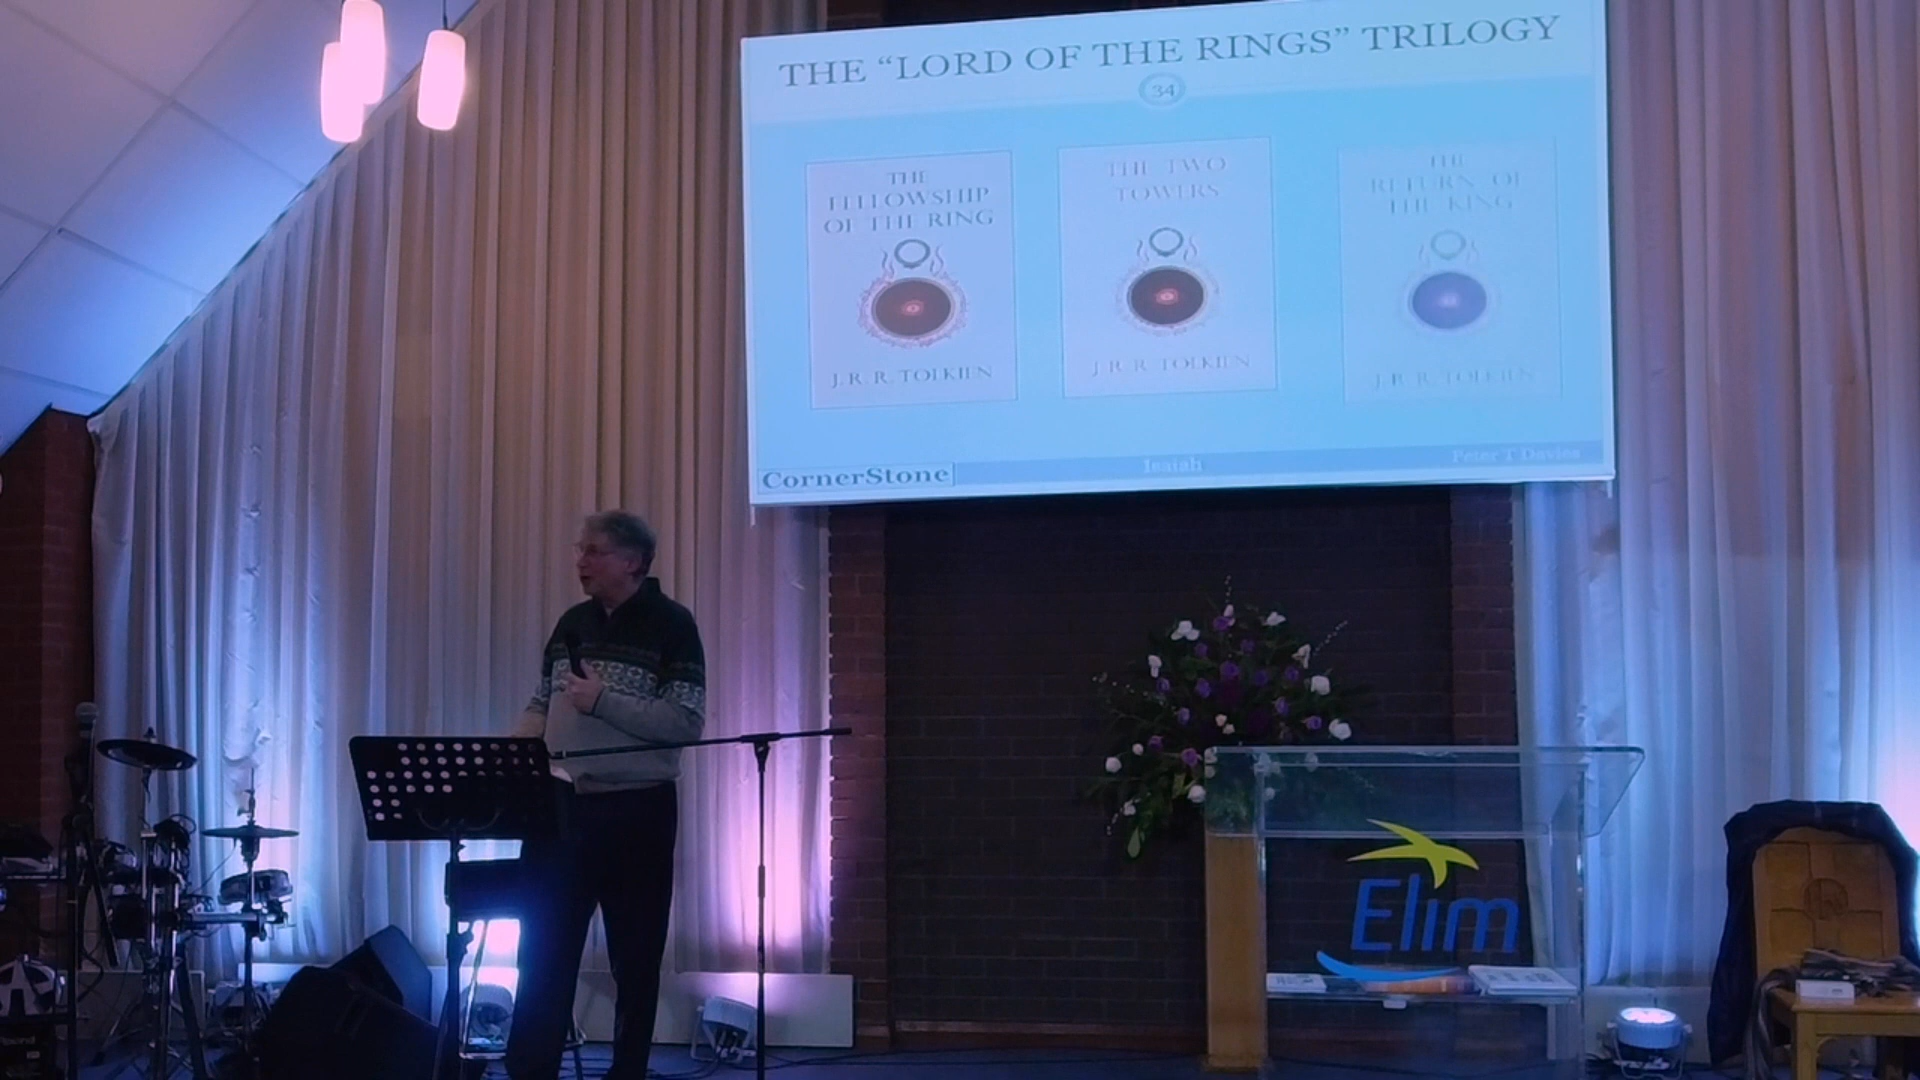 THE “LORD OF THE RINGS” TRILOGY
34
THE
FELLOWSHIP
OF THE RING
J. R. R. TOLKIEN
THE TWO
TOWERS
J. R. R. TOLKIEN
THE
RETURN OF
THE KING
J. R. R. TOLKIEN
CornerStone
Isaiah
Peter T Davies
Elim
Roland